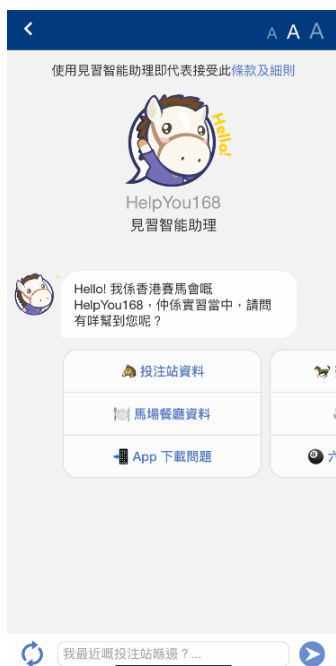 A A A
使用見習智能助理即代表接受此條款及細則
Hello!
HelpYou168
見習智能助理
Hello! 我係香港賽馬會嘅
HelpYou168，仲係實習當中，請問
有咩幫到您呢？
投注站資料
馬場餐廳資料
App 下載問題
六
我最近嘅投注站喺邊？...